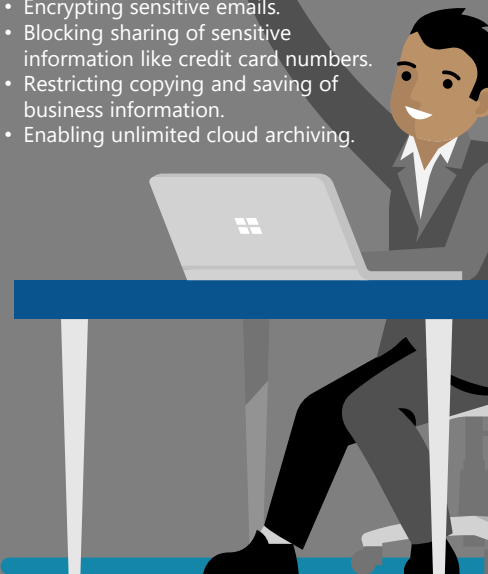 • Encrypting sensitive emails.
• Blocking sharing of sensitive
information like credit card numbers.
• Restricting copying and saving of
business information.
• Enabling unlimited cloud archiving.